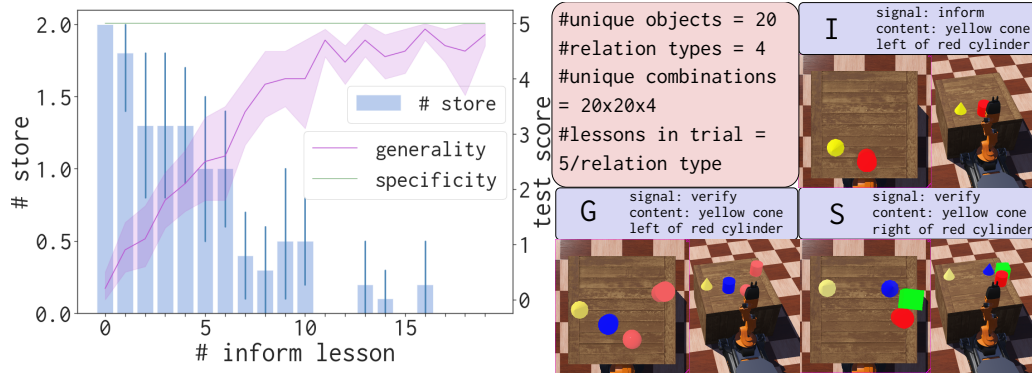 2.0
1.5
1.0
0.5
0.0
# store
0
5
10
15
# inform lesson
5
4
3
2
1
0
test score
# store
generality
specificity
#unique objects = 20
#relation types = 4
#unique combinations
= 20x20x4
#lessons in trial =
5/relation type
I
signal: inform
content: yellow cone
left of red cylinder
G
signal: verify
content: yellow cone
left of red cylinder
S
signal: verify
content: yellow cone
right of red cylinder